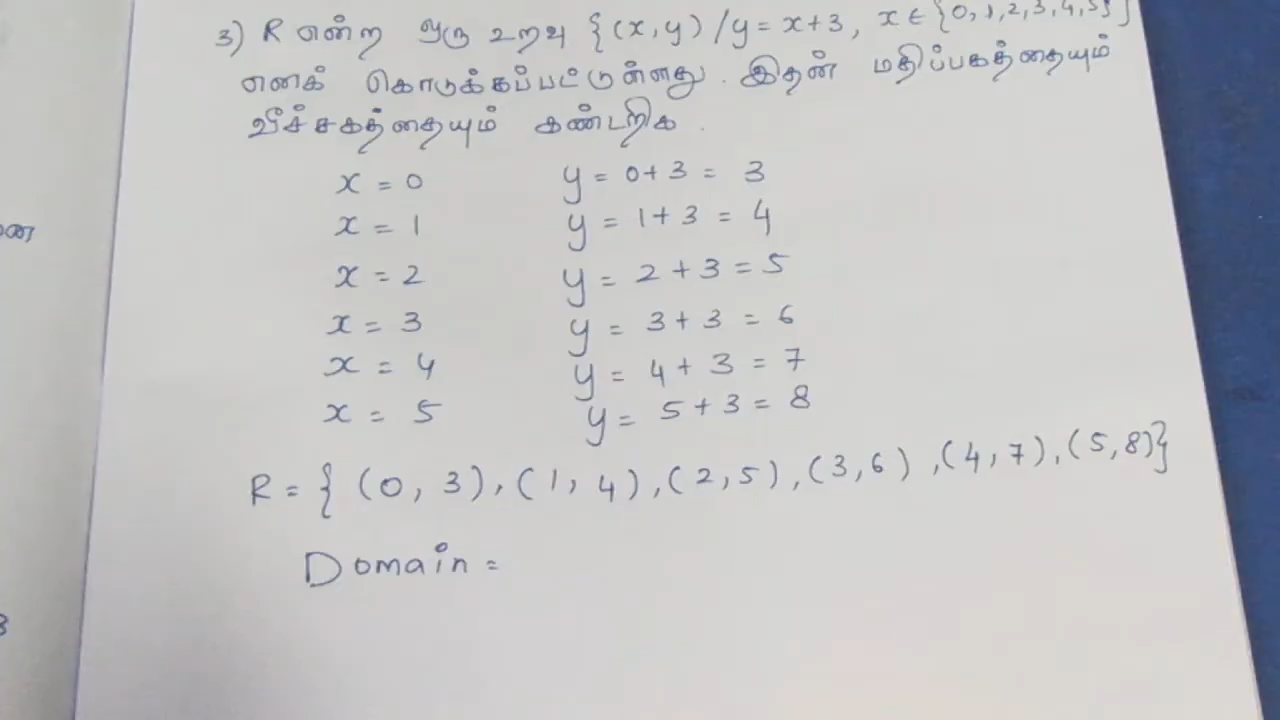 3) R என்ற ஒரு உறவு {(x,y) / y = x+3, x ∈ {0,1,2,3,4,5}}
எனக் கொடுக்கப்பட்டுள்ளது. இதன் மதிப்பகத்தையும்
வீச்சகத்தையும் கண்டறிக.
x = 0 y = 0+3 = 3
x = 1 y = 1+3 = 4
x = 2 y = 2+3 = 5
x = 3 y = 3+3 = 6
x = 4 y = 4+3 = 7
x = 5 y = 5+3 = 8
R = { (0,3), (1,4), (2,5), (3,6), (4,7), (5,8)}
Domain =